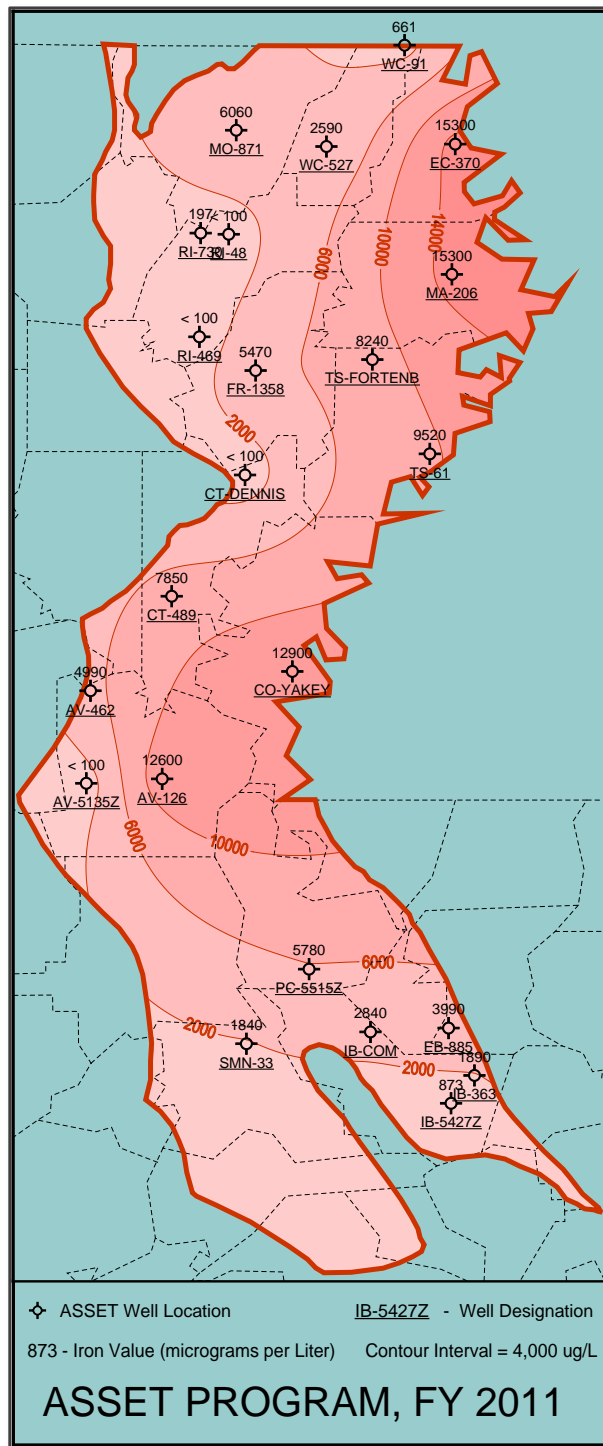 661
WC-91
6060
MO-871
2590
WC-527
15300
EC-370
197
RI-730
< 100
RI-48
6000
10000
14000
15300
MA-206
< 100
RI-469
5470
FR-1358
8240
TS-FORTENB
2000
9520
TS-61
< 100
CT-DENNIS
7850
CT-489
12900
CO-YAKEY
4990
AV-462
< 100
AV-5135Z
12600
AV-126
6000
10000
5780
PC-5515Z
6000
2000
1840
SMN-33
2840
IB-COM
3990
EB-885
2000
1890
IB-363
873
IB-5427Z
ASSET Well Location
IB-5427Z - Well Designation
873 - Iron Value (micrograms per Liter)
Contour Interval = 4,000 ug/L
ASSET PROGRAM, FY 2011